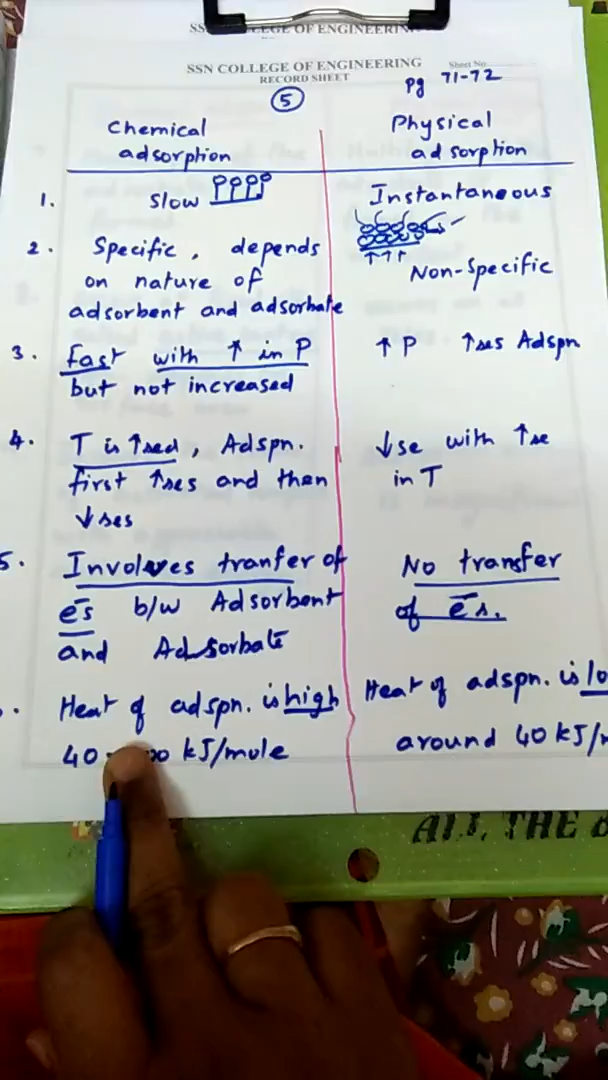 SSN COLLEGE OF ENGINEERING
SSN COLLEGE OF ENGINEERING
RECORD SHEET
Sheet No.
Pg 71-72
5
Chemical adsorption
Physical adsorption
1. Slow
Instantaneous
2. Specific, depends
on nature of
adsorbent and adsorbate
Non-Specific
3. Fast with ↑ in P
but not increased
↑ P ↑ses Adspn
4. T is ↑sed, Adspn.
first ↑ses and then
↓ses
↓se with ↑se
in T
5. Involves tranfer of
e̅s b/w Adsorbent
and Adsorbate
No transfer
of e̅s.
Heat of adspn. is high
40 kJ/mole
Heat of adspn. is
around 40 kJ/
ALL THE